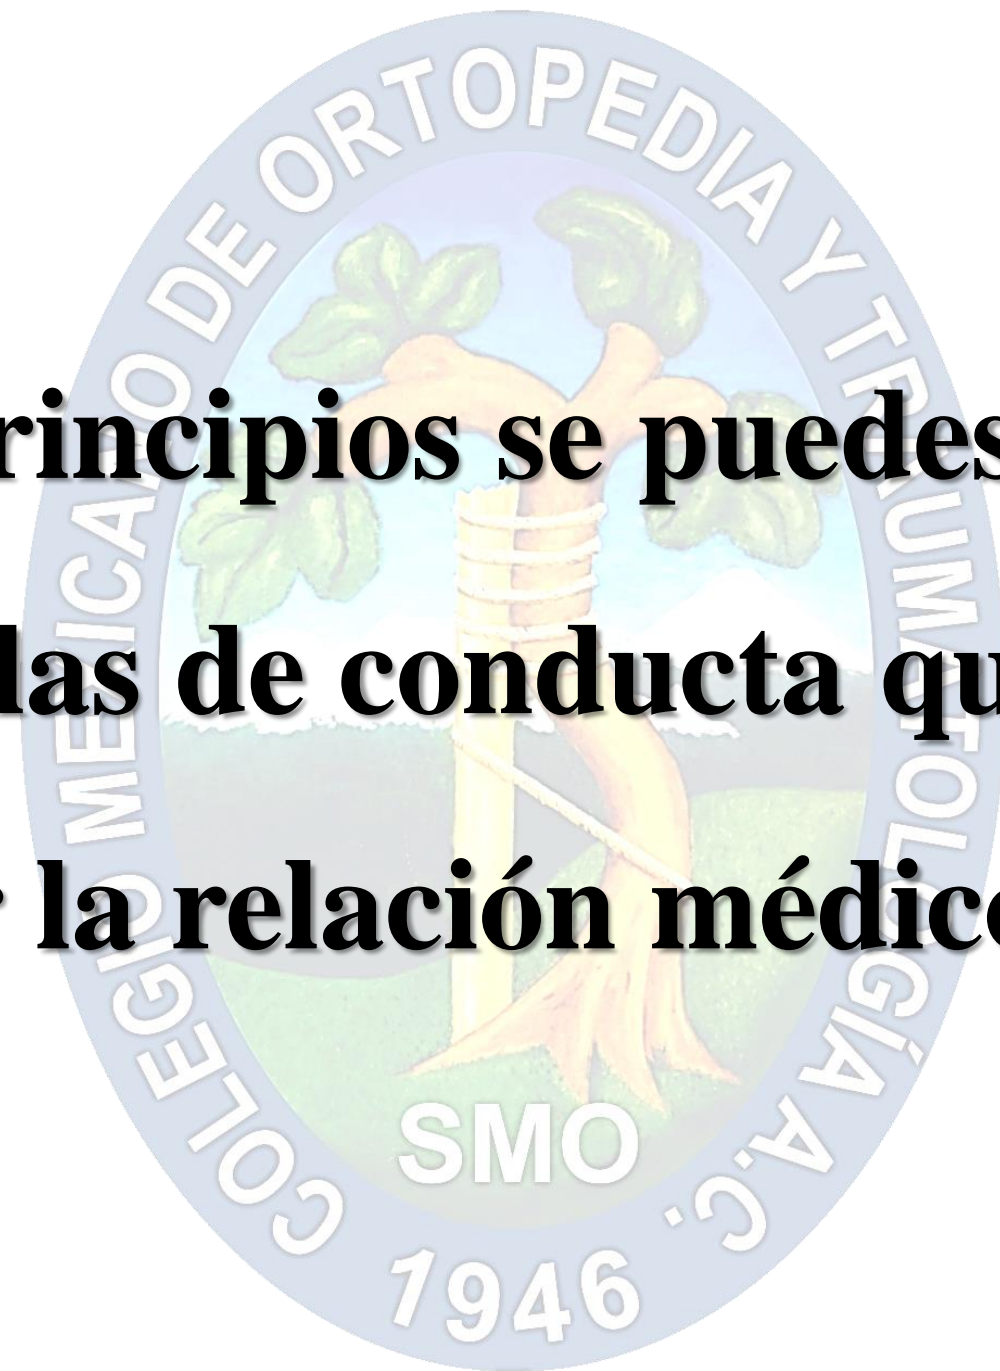 COLEGIO MEXICANO DE ORTOPEDIA Y TRAUMATOLOGÍA A.C.
rincipios se puedes
las de conducta qu
la relación médico
SMO
1946